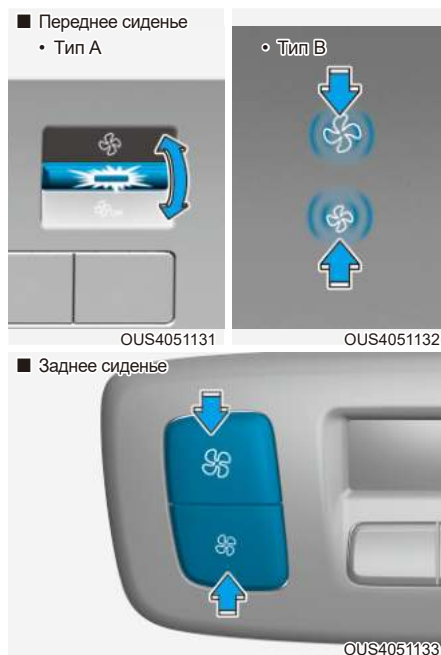 ■ Переднее сиденье
• Тип A
• Тип B
OUS4051131
OUS4051132
■ Заднее сиденье
OUS4051133